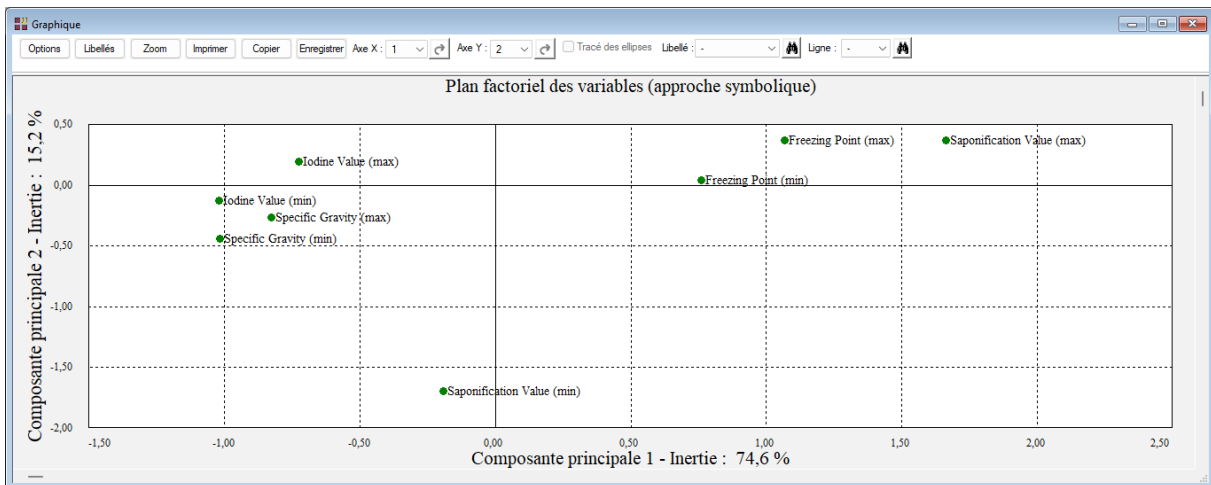 Graphique
Options Libellés Zoom Imprimer Copier Enregistrer Axe X : 1 Axe Y : 2 Tracé des ellipses Libellé : - Ligne : -
Plan factoriel des variables (approche symbolique)
Composante principale 2 - Inertie : 15,2 %
0,50
Freezing Point (max) Saponification Value (max)
Iodine Value (max)
0,00
Freezing Point (min)
Iodine Value (min)
Specific Gravity (max)
Specific Gravity (min)
-0,50
-1,00
-1,50
Saponification Value (min)
-2,00
-1,50 -1,00 -0,50 0,00 0,50 1,00 1,50 2,00 2,50
Composante principale 1 - Inertie : 74,6 %